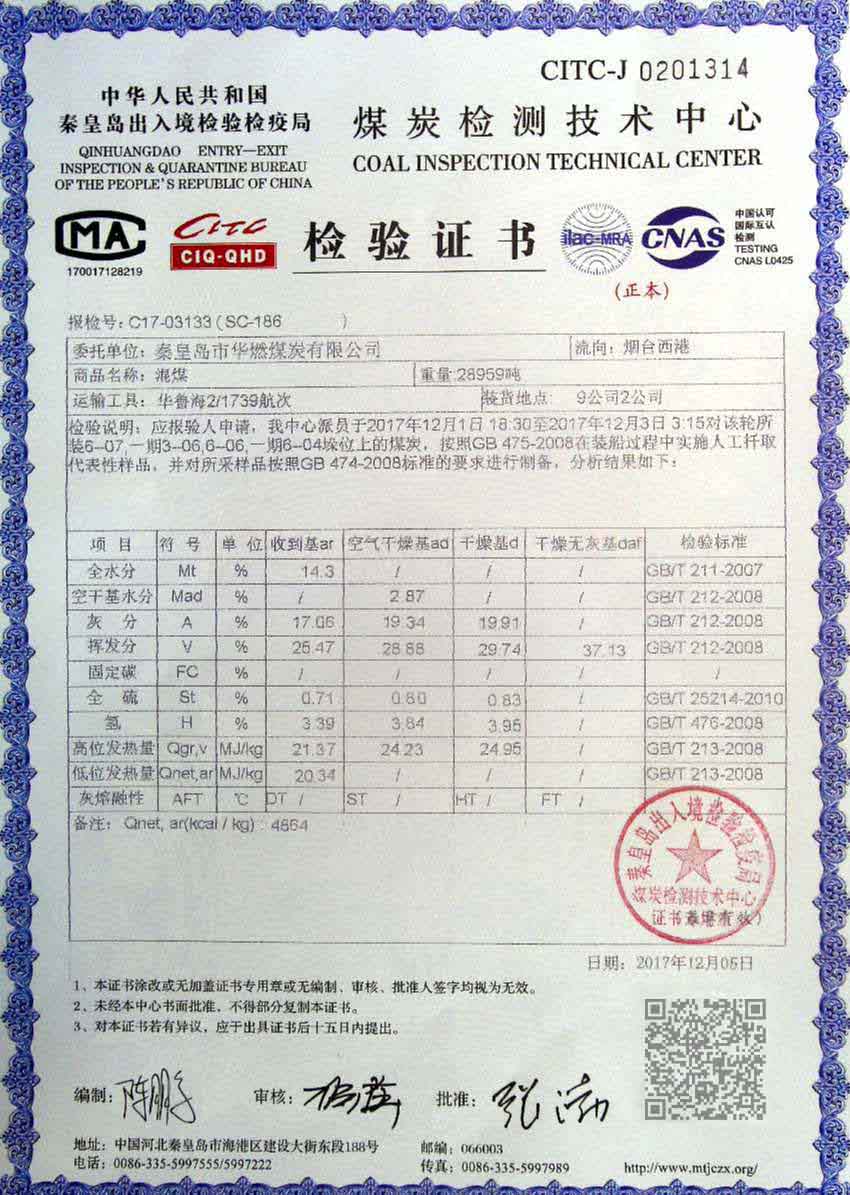 CITC-J 0201314
中华人民共和国
秦皇岛出入境检验检疫局
QINHUANGDAO ENTRY—EXIT
INSPECTION & QUARANTINE BUREAU
OF THE PEOPLE'S REPUBLIC OF CHINA
煤炭检测技术中心
COAL INSPECTION TECHNICAL CENTER
MA
170017128219
CITC
CIQ-QHD
检验证书
ilac-MRA
CNAS
中国认可
国际互认
检测
TESTING
CNAS L0425
(正本)
报检号: C17-03133 ( SC-186 )
委托单位: 秦皇岛市华燃煤炭有限公司 流向: 烟台西港
商品名称: 混煤 重量:28959吨
运输工具: 华鲁海2/1739航次 装货地点: 9公司2公司
检验说明: 应报验人申请, 我中心派员于2017年12月1日 18:30至2017年12月3日 3:15对该轮所
装6--07,一期3--06,6--06,一期6--04垛位上的煤炭, 按照GB 475-2008在装船过程中实施人工扦取
代表性样品, 并对所采样品按照GB 474-2008标准的要求进行制备, 分析结果如下:
项 目 符 号 单 位 收到基ar 空气干燥基ad 干燥基d 干燥无灰基daf 检验标准
全水分 Mt % 14.3 / / / GB/T 211-2007
空干基水分 Mad % / 2.87 / / GB/T 212-2008
灰 分 A % 17.06 19.34 19.91 / GB/T 212-2008
挥发分 V % 25.47 28.88 29.74 37.13 GB/T 212-2008
固定碳 FC % / / / / /
全 硫 St % 0.71 0.80 0.83 / GB/T 25214-2010
氢 H % 3.39 3.84 3.95 / GB/T 476-2008
高位发热量 Qgr,v MJ/kg 21.37 24.23 24.95 / GB/T 213-2008
低位发热量 Qnet,ar MJ/kg 20.34 / / / GB/T 213-2008
灰熔融性 AFT ℃ DT / ST / HT / FT /
备注: Qnet, ar(kcal / kg) : 4864
秦皇岛出入境检验检疫局
煤炭检测技术中心
日期: 2017年12月05日
1、本证书涂改或无加盖证书专用章或无编制、审核、批准人签字均视为无效。
2、未经本中心书面批准, 不得部分复制本证书。
3、对本证书若有异议, 应于出具证书后十五日内提出。
编制: 陈鹏 审核: 批准: 张渤
地址: 中国河北秦皇岛市海港区建设大街东段188号 邮编: 066003
电话: 0086-335-5997555/5997222 传真: 0086-335-5997989 http://www.mtjczx.org/